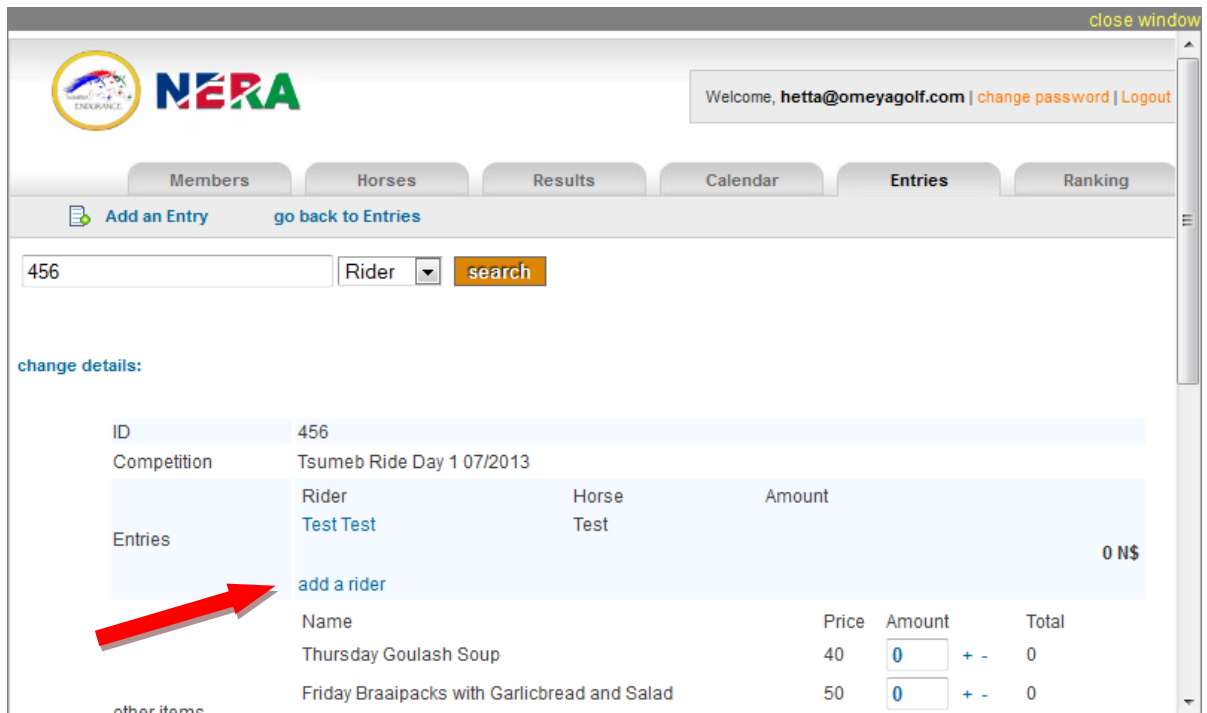 close window
NAMIBIA
ENDURANCE
NERA
Welcome, hetta@omeyagolf.com | change password | Logout
Members Horses Results Calendar Entries Ranking
Add an Entry go back to Entries
456 Rider search
change details:
ID 456
Competition Tsumeb Ride Day 1 07/2013
Rider Horse Amount
Test Test Test
Entries
0 N$
add a rider
Name Price Amount Total
Thursday Goulash Soup 40 0 + - 0
Friday Braaipacks with Garlicbread and Salad 50 0 + - 0
other items